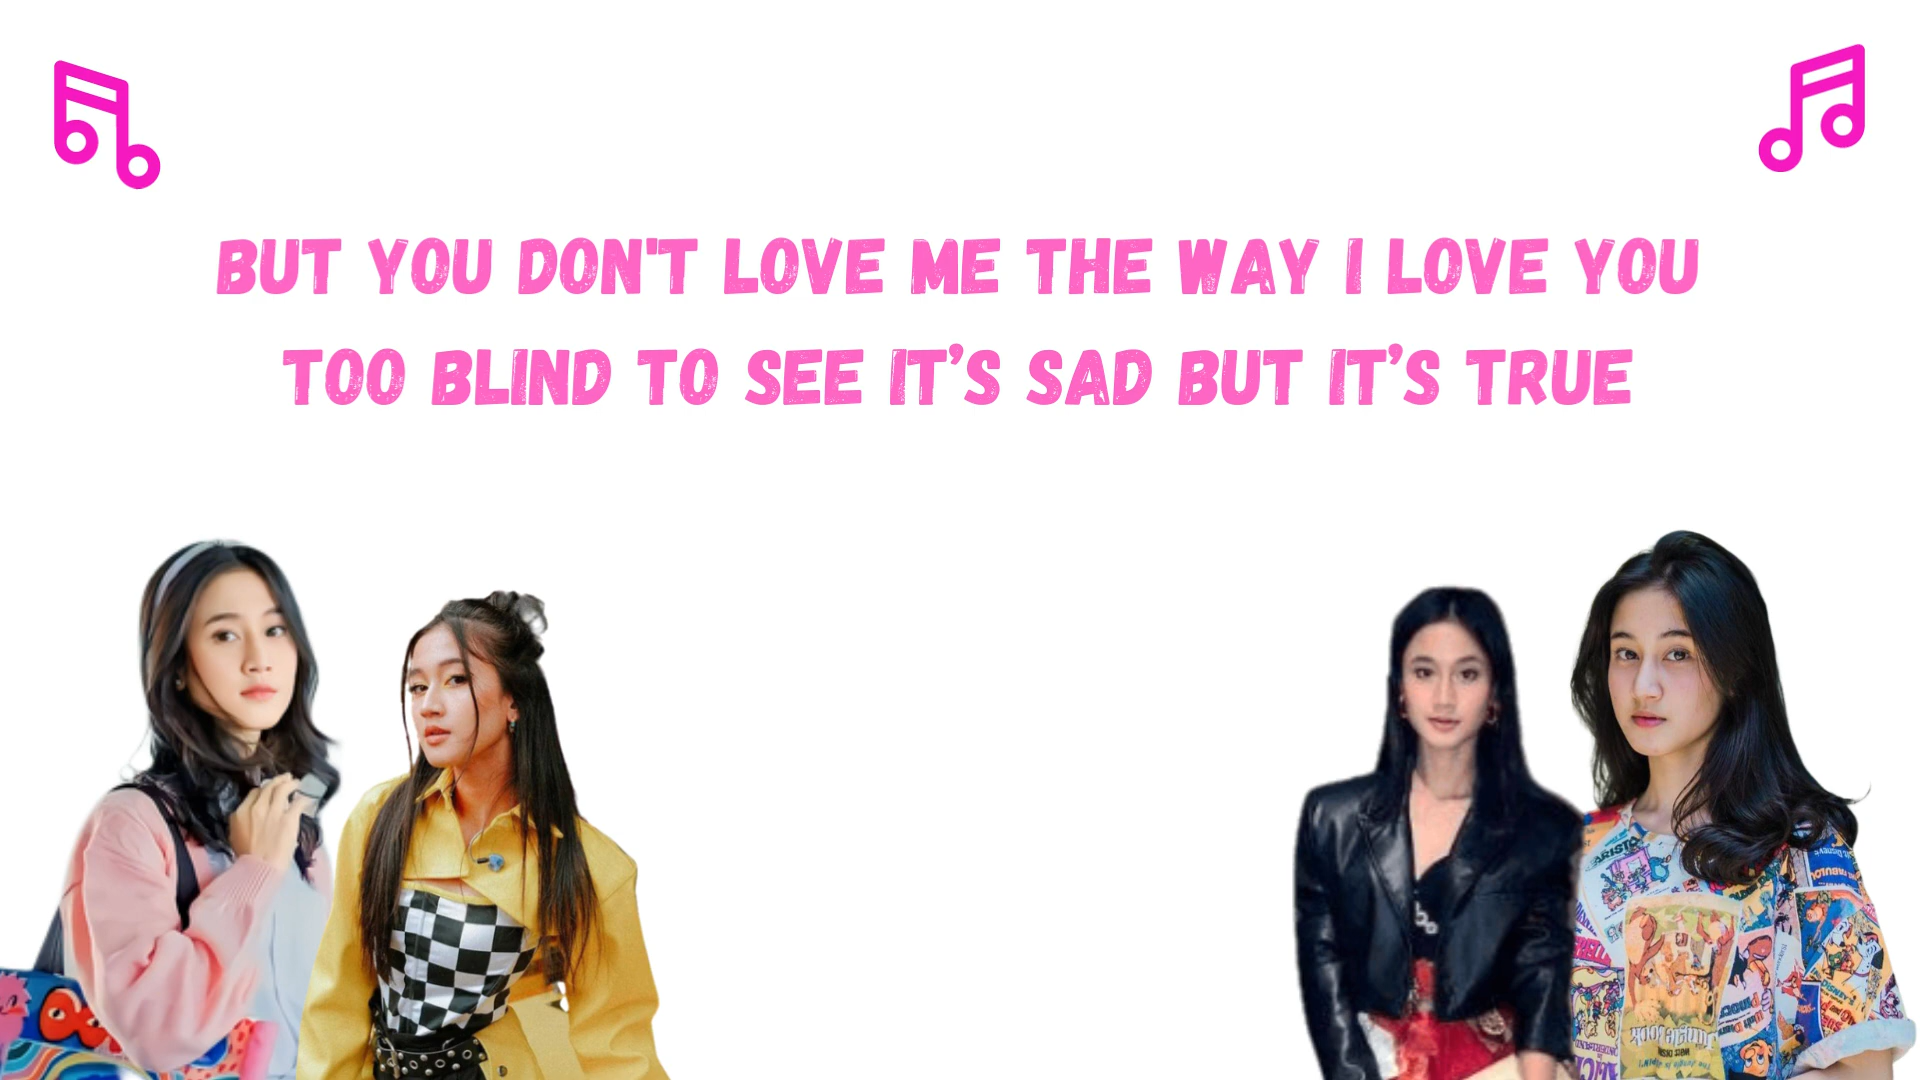 BUT YOU DON'T LOVE ME THE WAY I LOVE YOU
TOO BLIND TO SEE IT’S SAD BUT IT’S TRUE